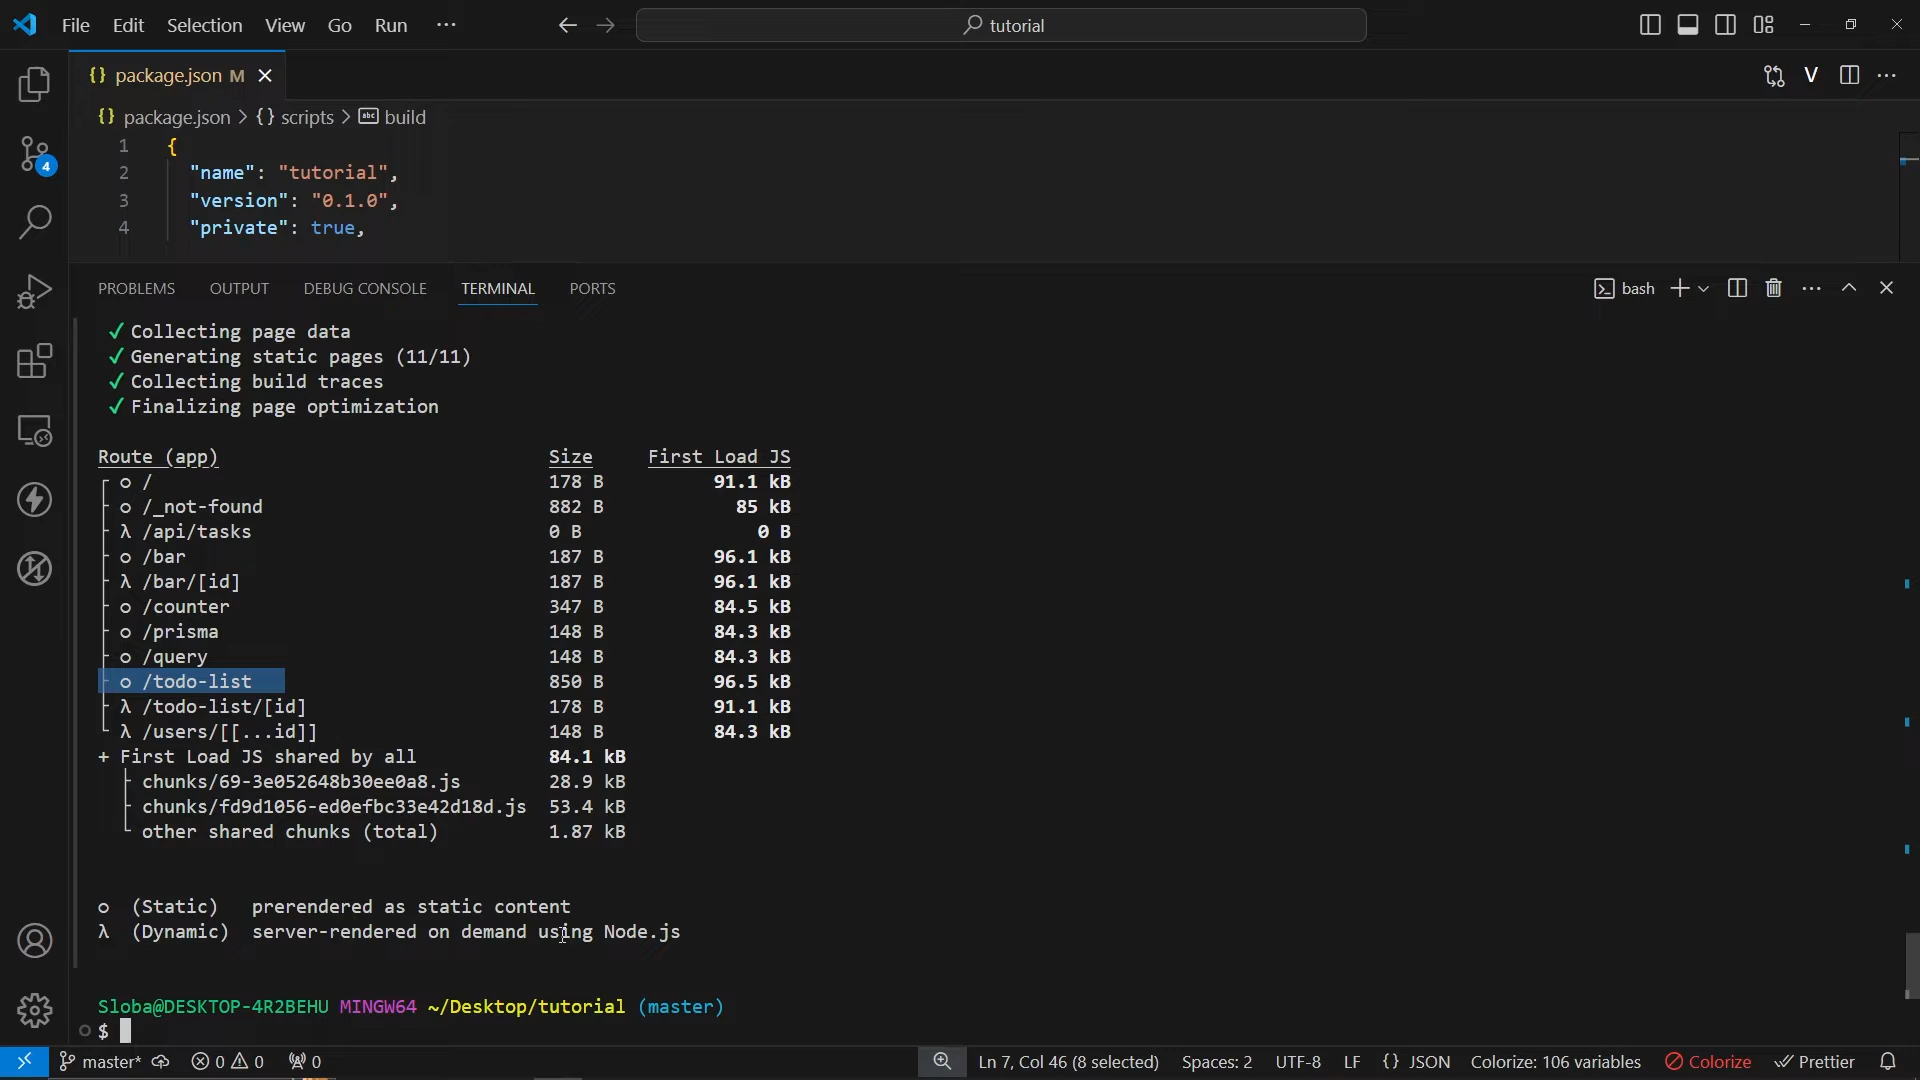 File Edit Selection View Go Run ··· tutorial
{} package.json M
V
{} package.json > {} scripts > abc build
1 {
2 "name": "tutorial",
3 "version": "0.1.0",
4 "private": true,
4
PROBLEMS OUTPUT DEBUG CONSOLE TERMINAL PORTS bash
✓ Collecting page data
✓ Generating static pages (11/11)
✓ Collecting build traces
✓ Finalizing page optimization
Route (app) Size First Load JS
┌ ○ / 178 B 91.1 kB
├ ○ /_not-found 882 B 85 kB
├ λ /api/tasks 0 B 0 B
├ ○ /bar 187 B 96.1 kB
├ λ /bar/[id] 187 B 96.1 kB
├ ○ /counter 347 B 84.5 kB
├ ○ /prisma 148 B 84.3 kB
├ ○ /query 148 B 84.3 kB
├ ○ /todo-list 850 B 96.5 kB
├ λ /todo-list/[id] 178 B 91.1 kB
└ λ /users/[[...id]] 148 B 84.3 kB
+ First Load JS shared by all 84.1 kB
├ chunks/69-3e052648b30ee0a8.js 28.9 kB
├ chunks/fd9d1056-ed0efbc33e42d18d.js 53.4 kB
└ other shared chunks (total) 1.87 kB
○ (Static) prerendered as static content
λ (Dynamic) server-rendered on demand using Node.js
Sloba@DESKTOP-4R2BEHU MINGW64 ~/Desktop/tutorial (master)
$
master* 0 0 0 Ln 7, Col 46 (8 selected) Spaces: 2 UTF-8 LF {} JSON Colorize: 106 variables Colorize Prettier